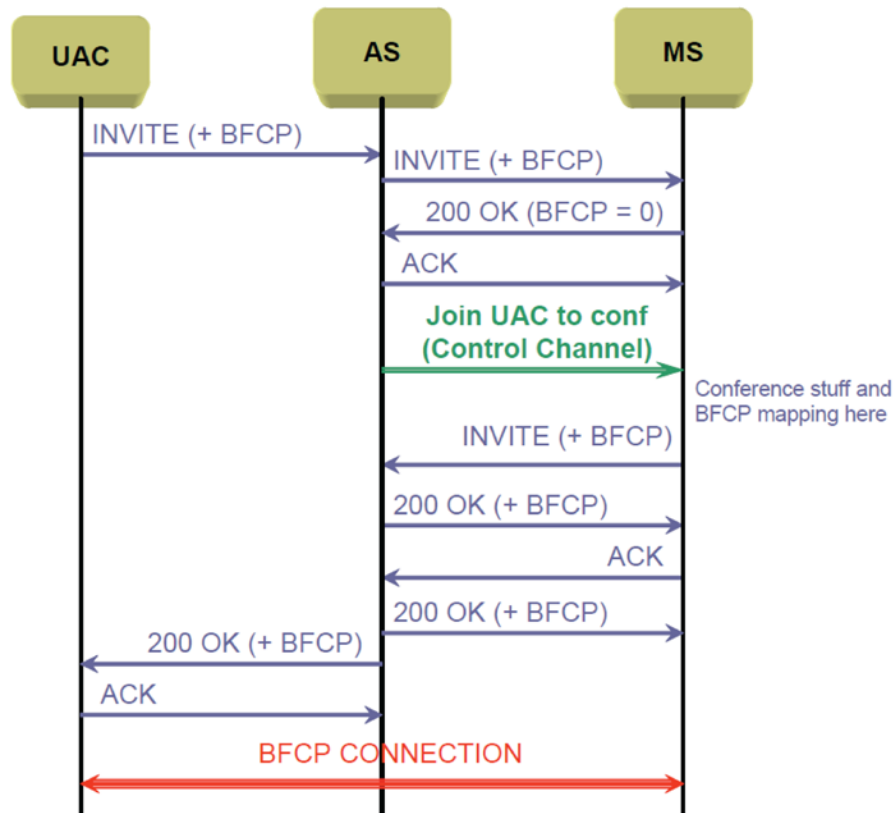 UAC
AS
MS
INVITE (+ BFCP)
INVITE (+ BFCP)
200 OK (BFCP = 0)
ACK
Join UAC to conf
(Control Channel)
Conference stuff and
BFCP mapping here
INVITE (+ BFCP)
200 OK (+ BFCP)
ACK
200 OK (+ BFCP)
200 OK (+ BFCP)
ACK
BFCP CONNECTION